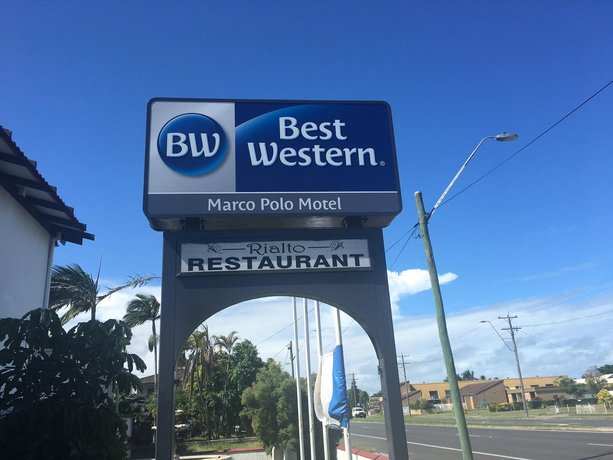 BW
Best
Western®
Marco Polo Motel
Rialto
RESTAURANT